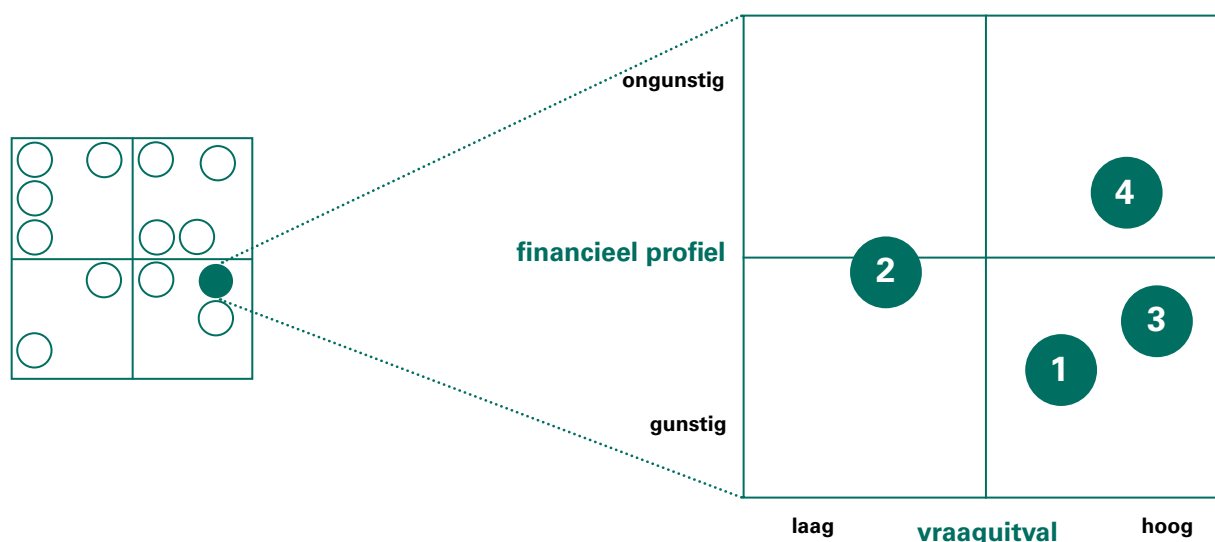 ongunstig
4
financieel profiel
2
3
1
gunstig
laag
vraaguitval
hoog